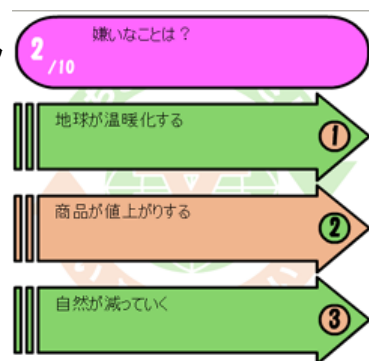 嫌いなことは？
2/10
地球が温暖化する
1
商品が値上がりする
2
自然が減っていく
3